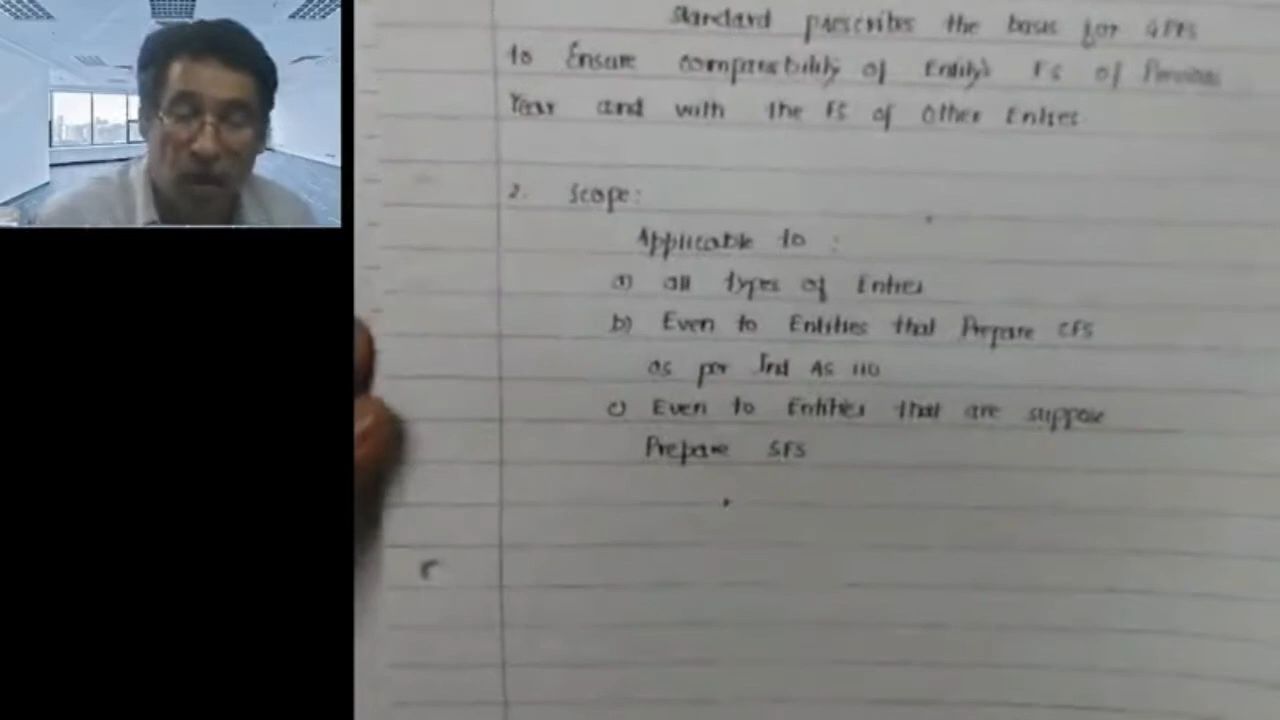 Standard prescribes the basis for GPFS
to Ensure comparability of Entity's FS of Previous
Year and with the FS of Other Enties
2. Scope:
Applicable to :
a) all types of Enties
b) Even to Entities that Prepare CFS
as per Ind AS 110
c) Even to Entities that are suppose
Prepare SFS